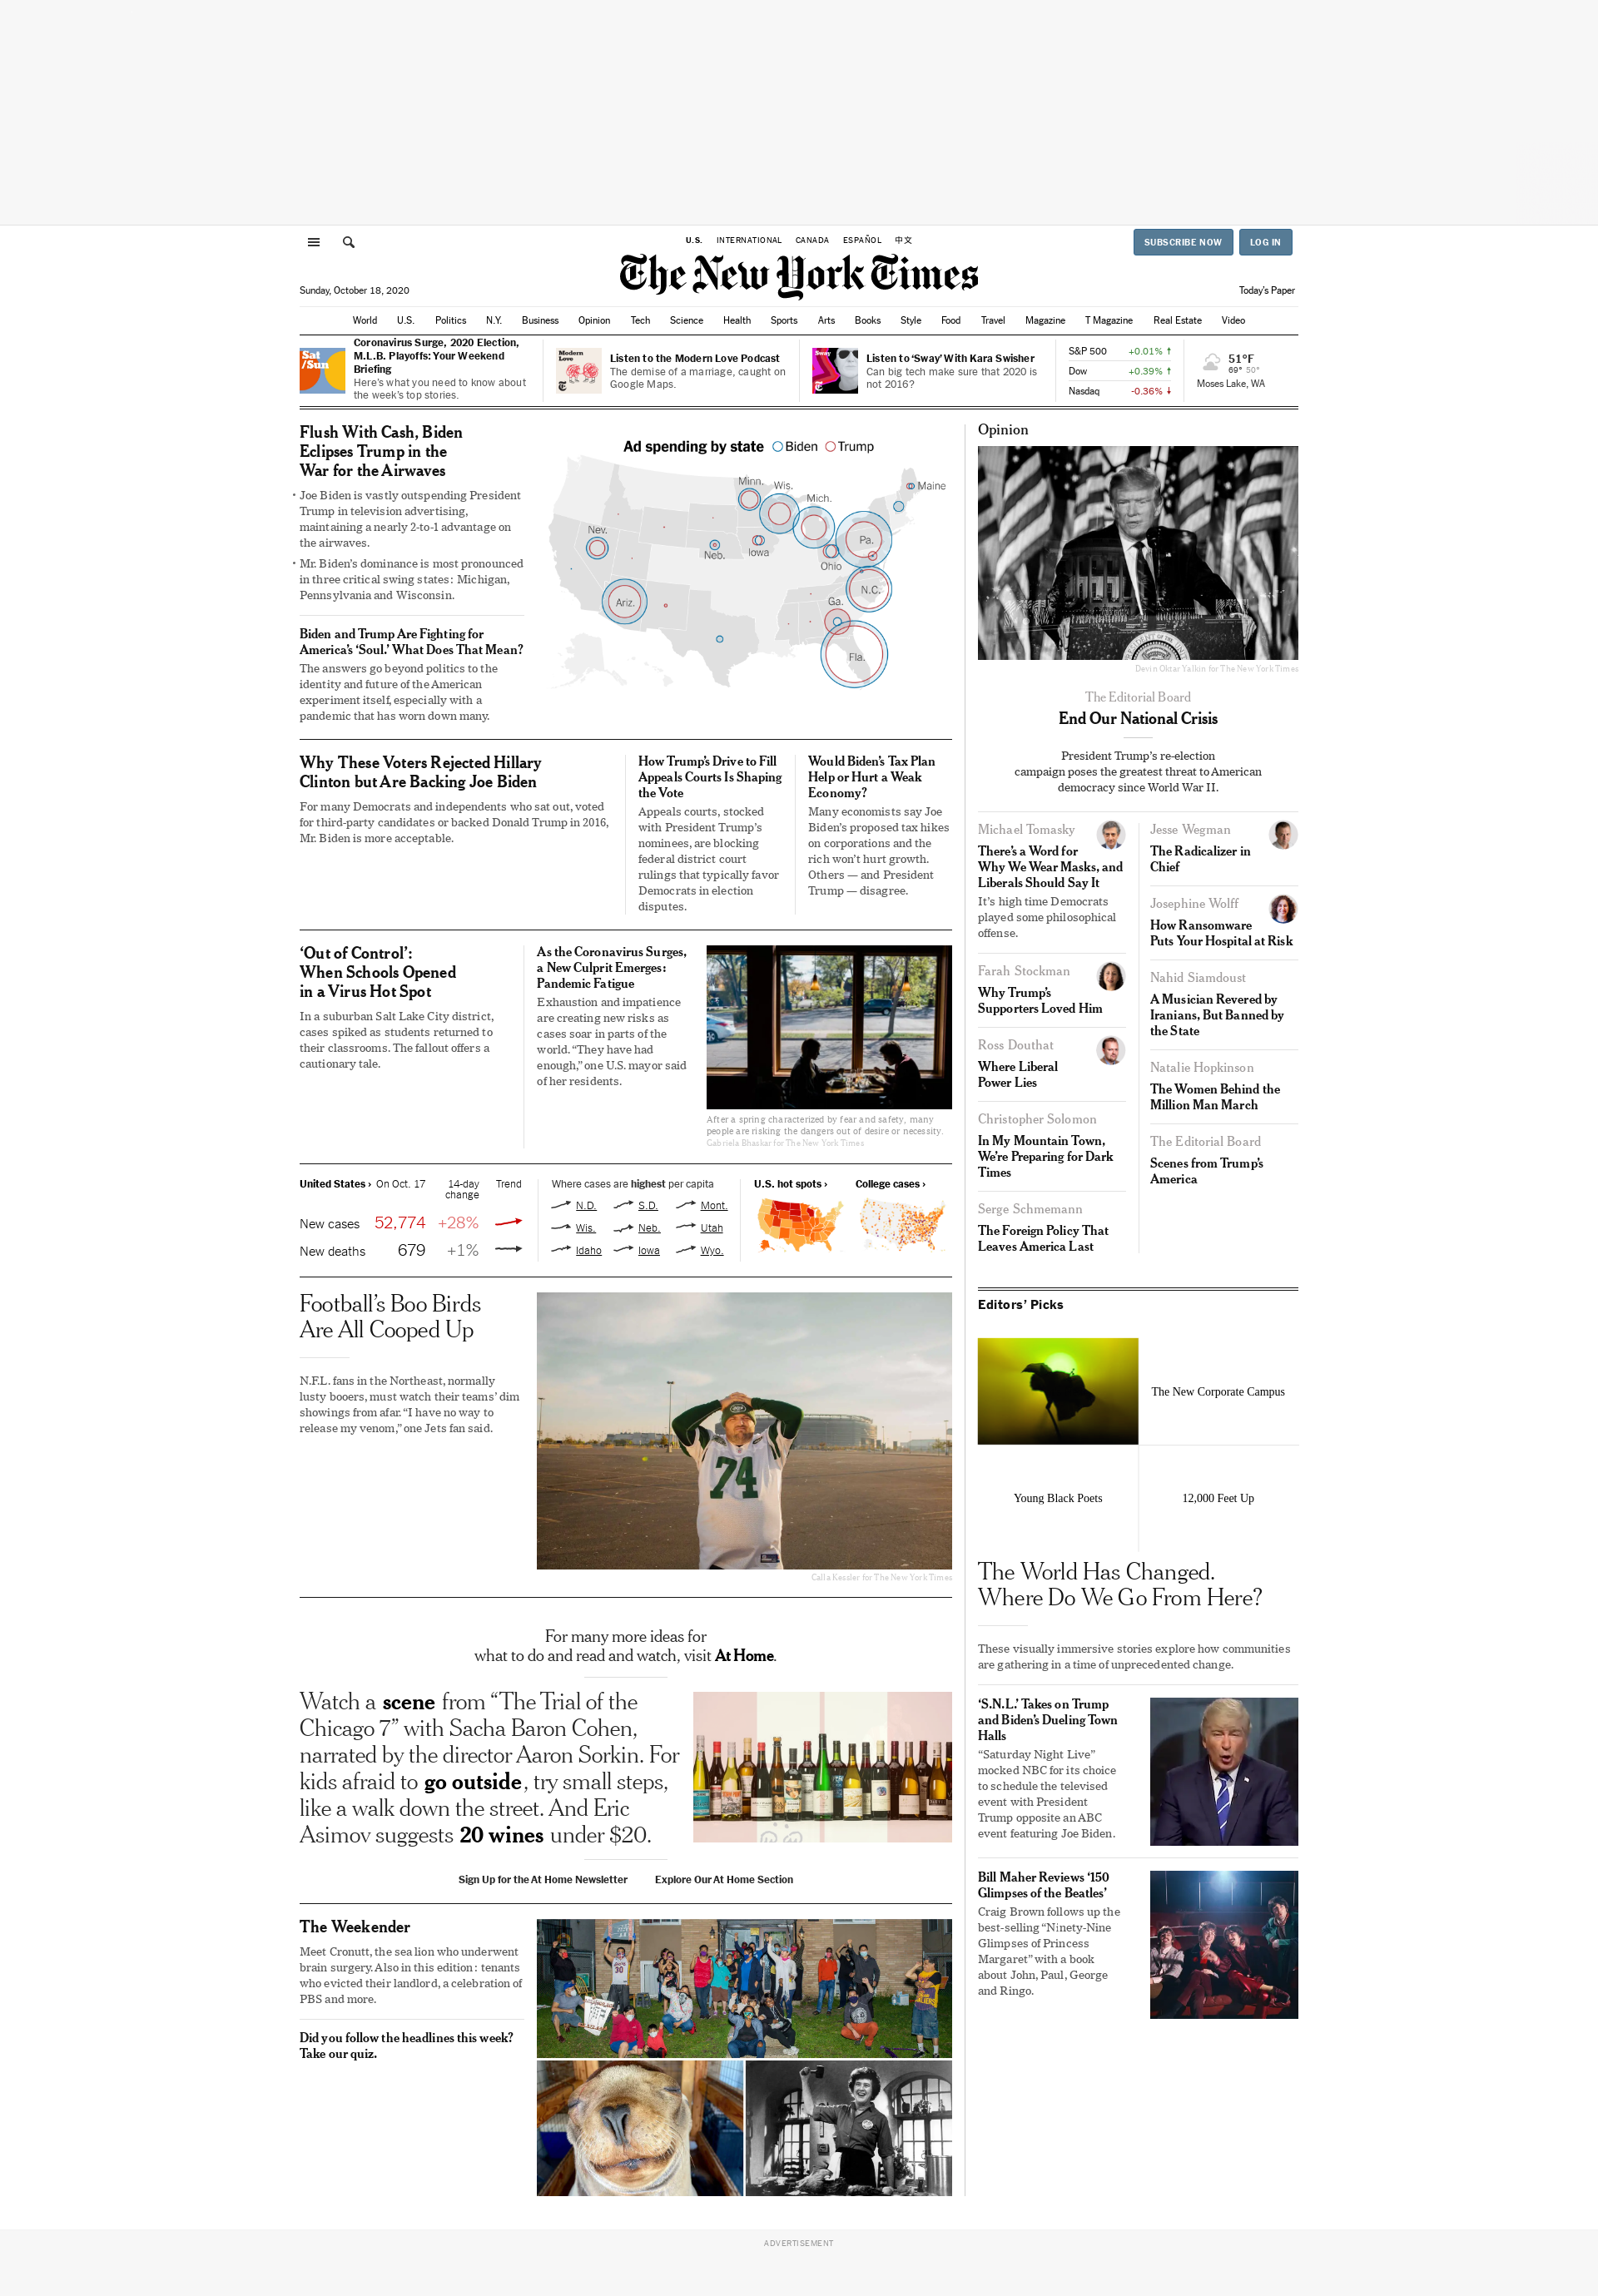 U.S. INTERNATIONAL CANADA ESPAÑOL 中文
SUBSCRIBE NOW
LOG IN
The New York Times
Sunday, October 18, 2020
Today's Paper
World U.S. Politics N.Y. Business Opinion Tech Science Health Sports Arts Books Style Food Travel Magazine T Magazine Real Estate Video
Sat
/Sun
Coronavirus Surge, 2020 Election,
M.L.B. Playoffs: Your Weekend
Briefing
Here's what you need to know about
the week's top stories.
Modern
Love
Listen to the Modern Love Podcast
The demise of a marriage, caught on
Google Maps.
Sway
Listen to 'Sway' With Kara Swisher
Can big tech make sure that 2020 is
not 2016?
S&P 500 +0.01%
Dow +0.39%
Nasdaq -0.36%
51°F
69° 50°
Moses Lake, WA
Flush With Cash, Biden
Eclipses Trump in the
War for the Airwaves
• Joe Biden is vastly outspending President
Trump in television advertising,
maintaining a nearly 2-to-1 advantage on
the airwaves.
• Mr. Biden's dominance is most pronounced
in three critical swing states: Michigan,
Pennsylvania and Wisconsin.
Biden and Trump Are Fighting for
America's 'Soul.' What Does That Mean?
The answers go beyond politics to the
identity and future of the American
experiment itself, especially with a
pandemic that has worn down many.
Ad spending by state Biden Trump
Minn.
Wis.
Mich.
Maine
Nev.
Neb.
Iowa
Ohio
Pa.
N.C.
Ariz.
Ga.
Fla.
Why These Voters Rejected Hillary
Clinton but Are Backing Joe Biden
For many Democrats and independents who sat out, voted
for third-party candidates or backed Donald Trump in 2016,
Mr. Biden is more acceptable.
How Trump's Drive to Fill
Appeals Courts Is Shaping
the Vote
Appeals courts, stocked
with President Trump's
nominees, are blocking
federal district court
rulings that typically favor
Democrats in election
disputes.
Would Biden's Tax Plan
Help or Hurt a Weak
Economy?
Many economists say Joe
Biden's proposed tax hikes
on corporations and the
rich won't hurt growth.
Others — and President
Trump — disagree.
'Out of Control':
When Schools Opened
in a Virus Hot Spot
In a suburban Salt Lake City district,
cases spiked as students returned to
their classrooms. The fallout offers a
cautionary tale.
As the Coronavirus Surges,
a New Culprit Emerges:
Pandemic Fatigue
Exhaustion and impatience
are creating new risks as
cases soar in parts of the
world. "They have had
enough," one U.S. mayor said
of her residents.
After a spring characterized by fear and safety, many
people are risking the dangers out of desire or necessity.
Gabriela Bhaskar for The New York Times
United States › On Oct. 17 14-day
change Trend
New cases 52,774 +28%
New deaths 679 +1%
Where cases are highest per capita
N.D. S.D. Mont.
Wis. Neb. Utah
Idaho Iowa Wyo.
U.S. hot spots ›
College cases ›
Football's Boo Birds
Are All Cooped Up
N.F.L. fans in the Northeast, normally
lusty booers, must watch their teams' dim
showings from afar. "I have no way to
release my venom," one Jets fan said.
74
Calla Kessler for The New York Times
For many more ideas for
what to do and read and watch, visit At Home.
Watch a scene from "The Trial of the
Chicago 7" with Sacha Baron Cohen,
narrated by the director Aaron Sorkin. For
kids afraid to go outside, try small steps,
like a walk down the street. And Eric
Asimov suggests 20 wines under $20.
Sign Up for the At Home Newsletter
Explore Our At Home Section
The Weekender
Meet Cronutt, the sea lion who underwent
brain surgery. Also in this edition: tenants
who evicted their landlord, a celebration of
PBS and more.
Did you follow the headlines this week?
Take our quiz.
30
Opinion
Devin Oktar Yalkin for The New York Times
The Editorial Board
End Our National Crisis
President Trump's re-election
campaign poses the greatest threat to American
democracy since World War II.
Michael Tomasky
There's a Word for
Why We Wear Masks, and
Liberals Should Say It
It's high time Democrats
played some philosophical
offense.
Farah Stockman
Why Trump's
Supporters Loved Him
Ross Douthat
Where Liberal
Power Lies
Christopher Solomon
In My Mountain Town,
We're Preparing for Dark
Times
Serge Schmemann
The Foreign Policy That
Leaves America Last
Jesse Wegman
The Radicalizer in
Chief
Josephine Wolff
How Ransomware
Puts Your Hospital at Risk
Nahid Siamdoust
A Musician Revered by
Iranians, But Banned by
the State
Natalie Hopkinson
The Women Behind the
Million Man March
The Editorial Board
Scenes from Trump's
America
Editors' Picks
The New Corporate Campus
Young Black Poets
12,000 Feet Up
The World Has Changed.
Where Do We Go From Here?
These visually immersive stories explore how communities
are gathering in a time of unprecedented change.
'S.N.L.' Takes on Trump
and Biden's Dueling Town
Halls
"Saturday Night Live"
mocked NBC for its choice
to schedule the televised
event with President
Trump opposite an ABC
event featuring Joe Biden.
Bill Maher Reviews '150
Glimpses of the Beatles'
Craig Brown follows up the
best-selling "Ninety-Nine
Glimpses of Princess
Margaret" with a book
about John, Paul, George
and Ringo.
ADVERTISEMENT